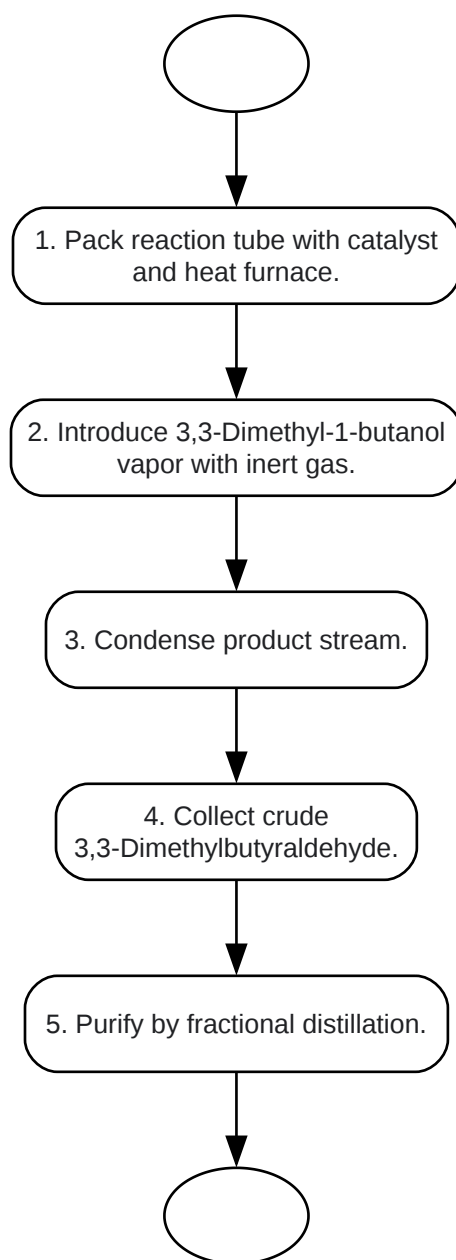 1. Pack reaction tube with catalyst
and heat furnace.
2. Introduce 3,3-Dimethyl-1-butanol
vapor with inert gas.
3. Condense product stream.
4. Collect crude
3,3-Dimethylbutyraldehyde.
5. Purify by fractional distillation.